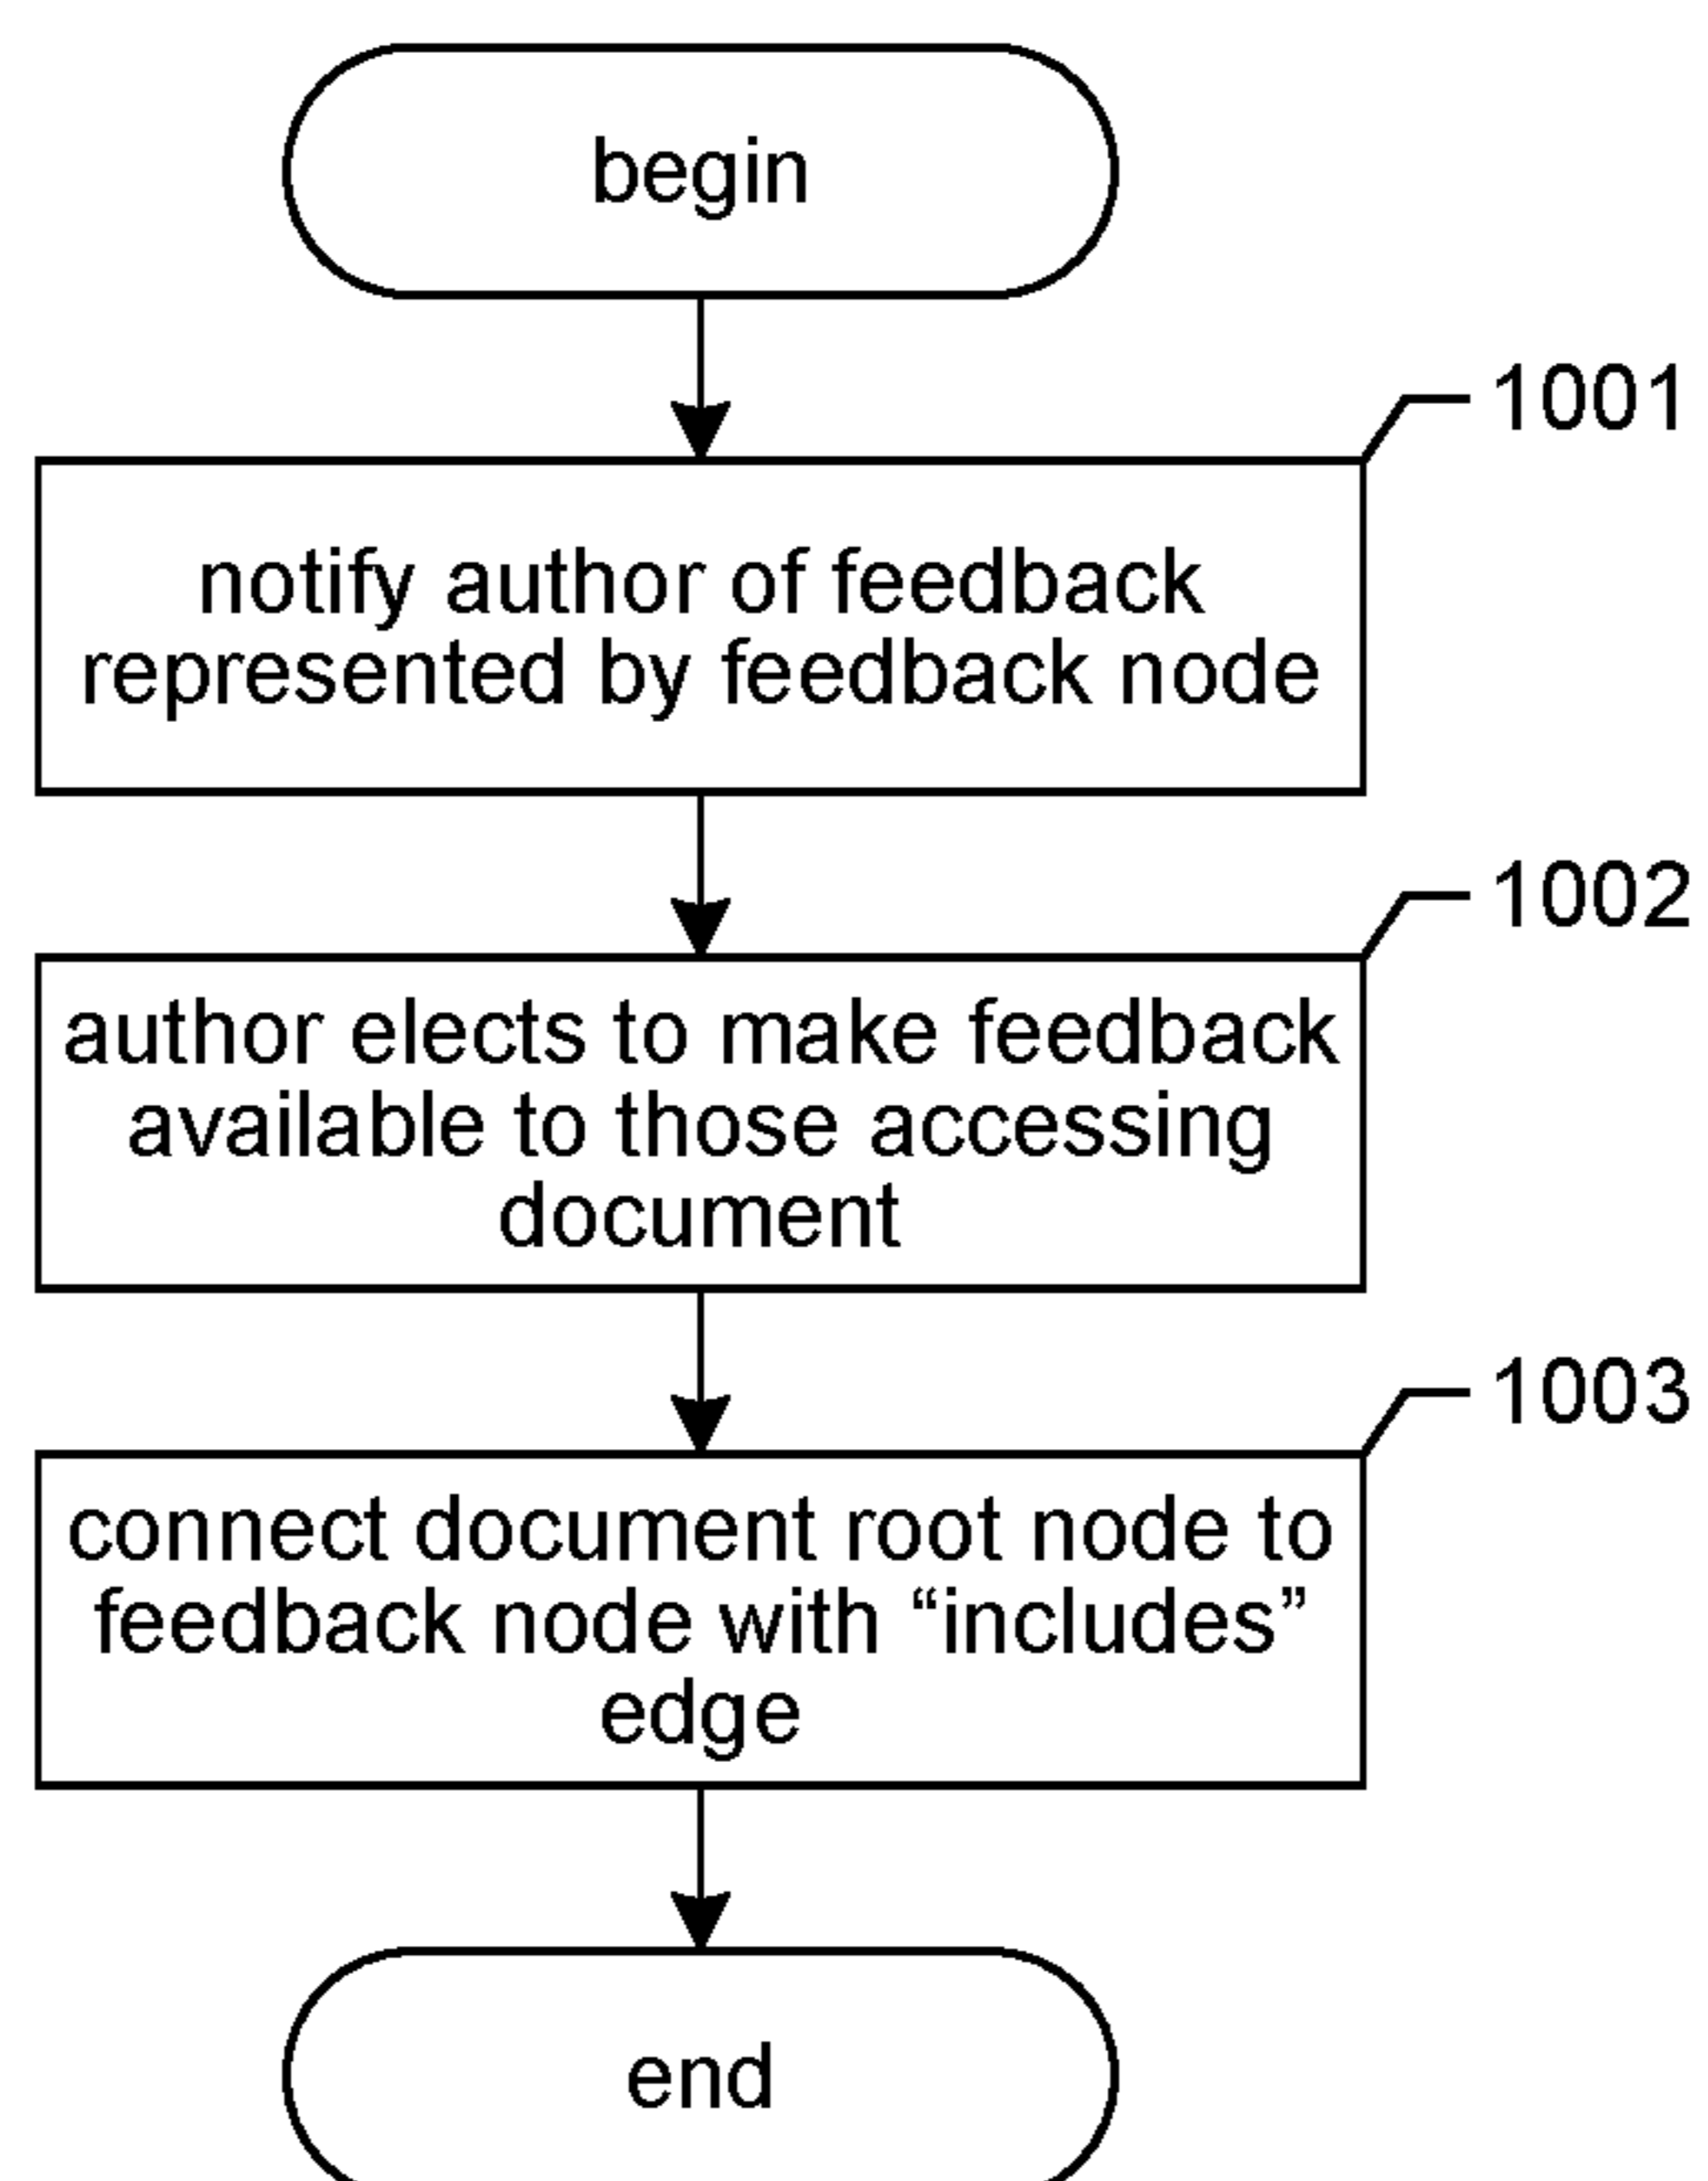 begin
1001
notify author of feedback
represented by feedback node
1002
author elects to make feedback
available to those accessing
document
1003
connect document root node to
feedback node with “includes”
edge
end